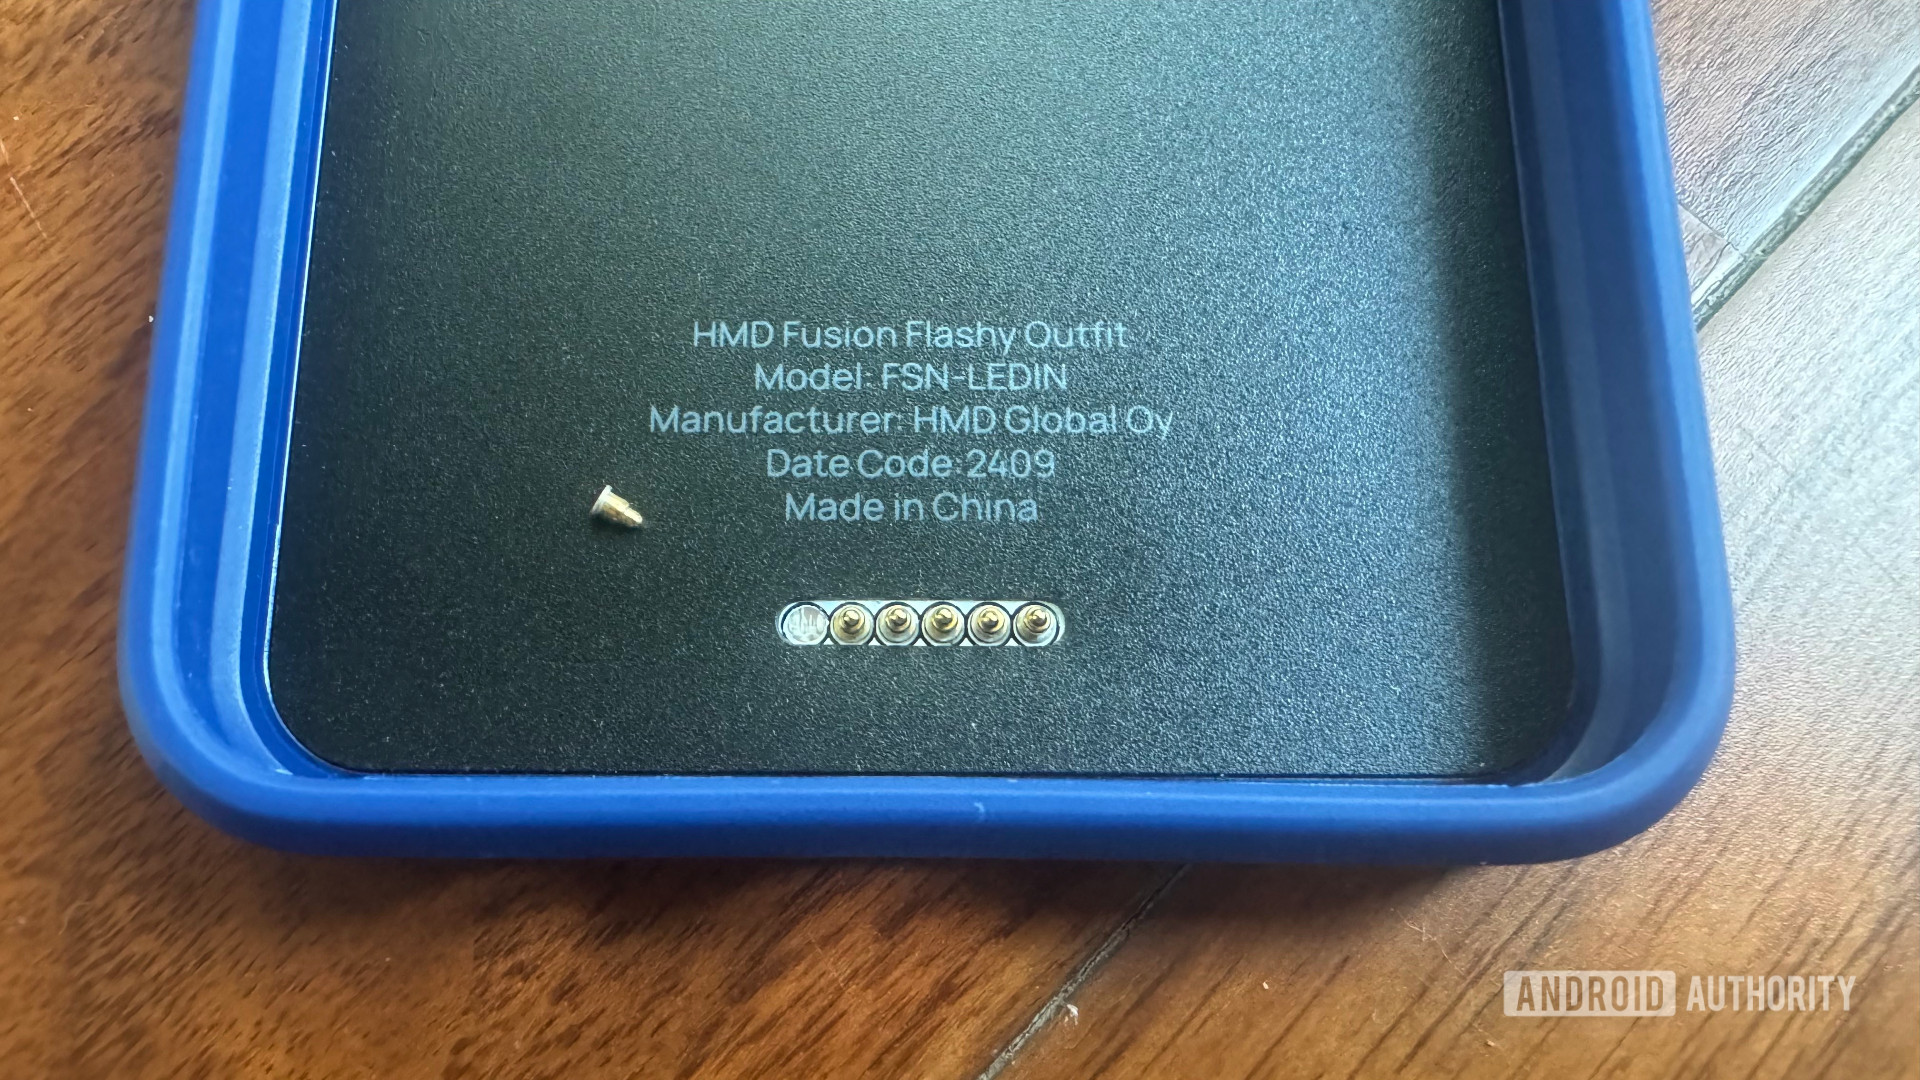 HMD Fusion Flashy Outfit
Model: FSN-LEDIN
Manufacturer: HMD Global Oy
Date Code: 2409
Made in China
ANDROID AUTHORITY